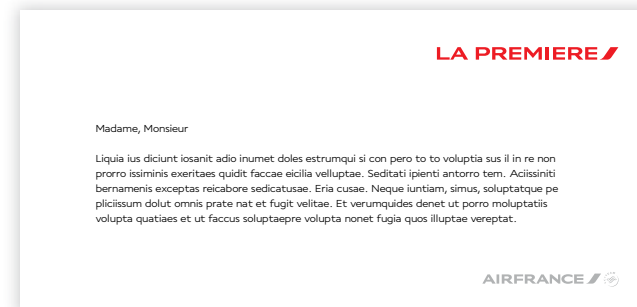 LA PREMIERE
Madame, Monsieur
Liquia ius diciunt iosanit adio inumet doles estrumqui si con pero to to voluptia sus il in re non
prorro issiminis exeritaes quidit faccae eicilia velluptae. Seditati ipienti antorro tem. Aciissiniti
bernamenis exceptas reicabore sedicatusae. Eria cusae. Neque iuntiam, simus, soluptatque pe
pliciissum dolut omnis prate nat et fugit velitae. Et verumquides denet ut porro moluptatiis
volupta quatiaes et ut faccus soluptaepre volupta nonet fugia quos illuptae vereptat.
AIRFRANCE